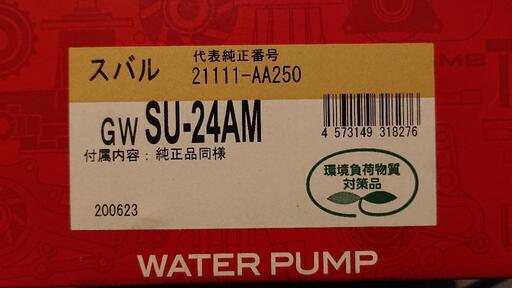 スバル
代表純正番号
21111-AA250
GW SU-24AM
4 573149 318276
付属内容：純正品同様
環境負荷物質
対策品
200623
WATER PUMP